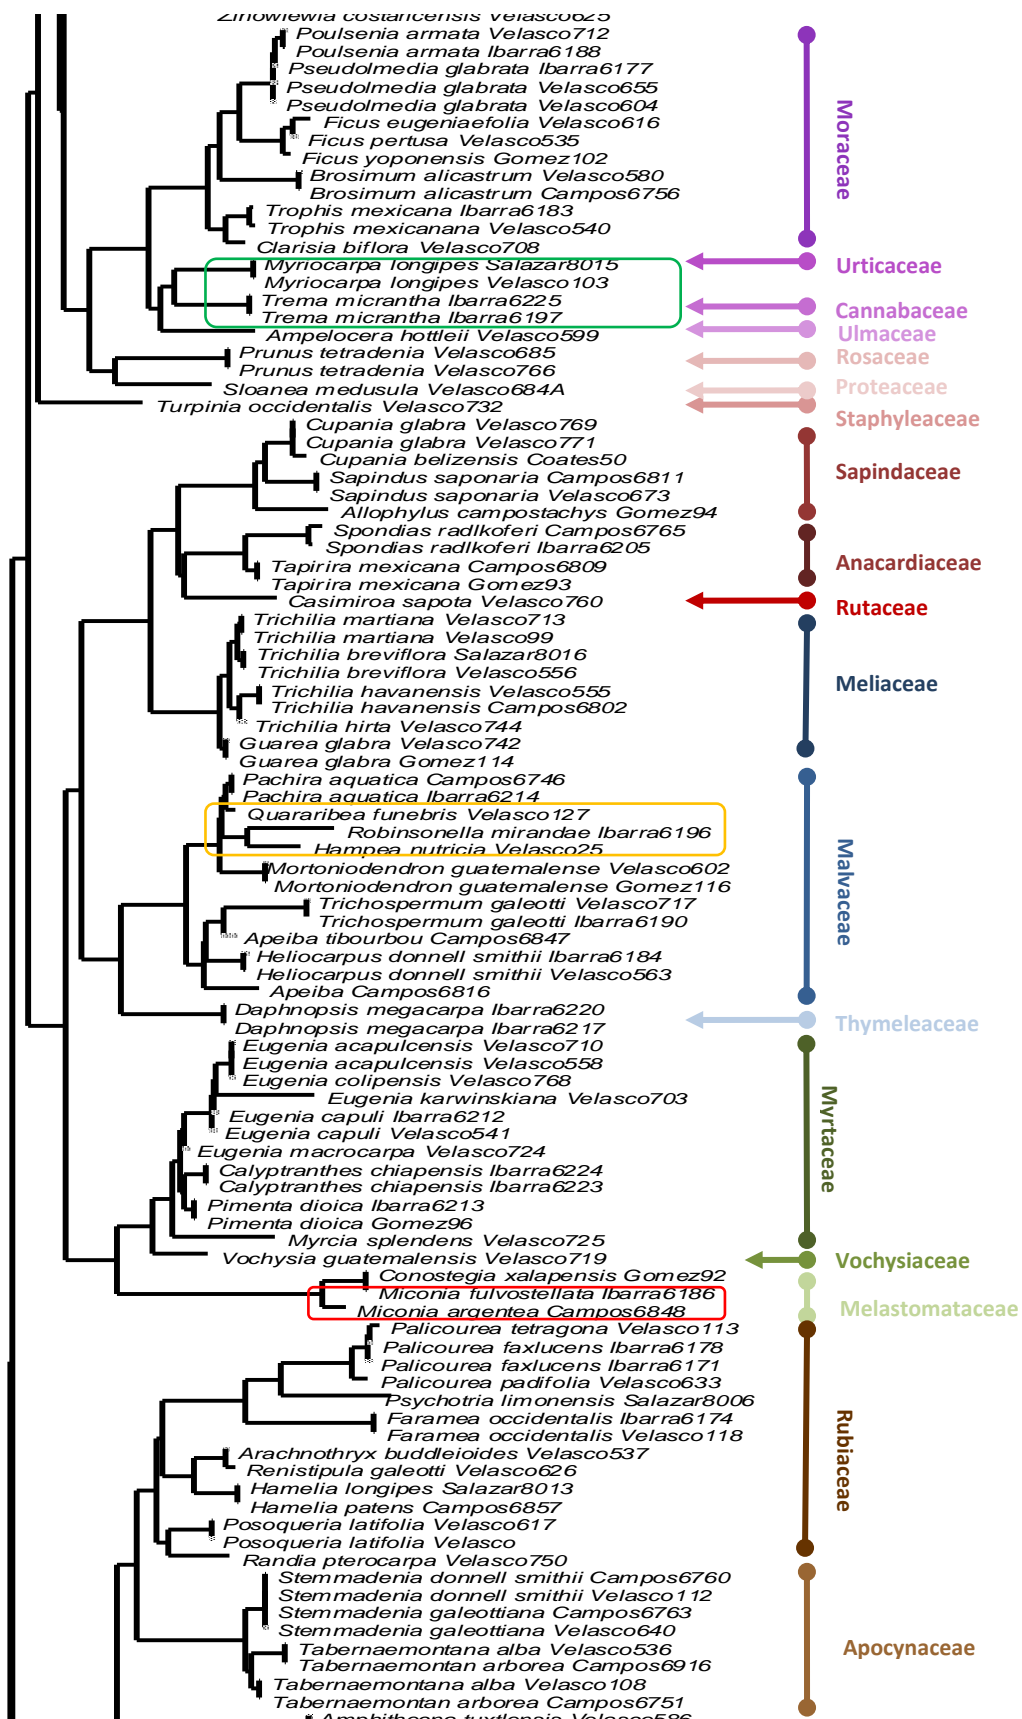 Zinowiewia costaricensis Velasco625
Poulsenia armata Velasco712
Poulsenia armata Ibarra6188
Pseudolmedia glabrata Ibarra6177
Pseudolmedia glabrata Velasco655
Pseudolmedia glabrata Velasco604
Ficus eugeniaefolia Velasco616
Ficus pertusa Velasco535
Ficus yoponensis Gomez102
Brosimum alicastrum Velasco580
Brosimum alicastrum Campos6756
Trophis mexicana Ibarra6183
Trophis mexicanana Velasco540
Clarisia biflora Velasco708
Moraceae
Myriocarpa longipes Salazar8015
Urticaceae
Myriocarpa longipes Velasco103
Trema micrantha Ibarra6225
Cannabaceae
Trema micrantha Ibarra6197
Ampelocera hottleii Velasco599
Ulmaceae
Prunus tetradenia Velasco685
Rosaceae
Prunus tetradenia Velasco766
Sloanea medusula Velasco684A
Proteaceae
Turpinia occidentalis Velasco732
Staphyleaceae
Cupania glabra Velasco769
Cupania glabra Velasco771
Cupania belizensis Coates50
Sapindaceae
Sapindus saponaria Campos6811
Sapindus saponaria Velasco673
Allophylus campostachys Gomez94
Spondias radlkoferi Campos6765
Spondias radlkoferi Ibarra6205
Anacardiaceae
Tapirira mexicana Campos6809
Tapirira mexicana Gomez93
Casimiroa sapota Velasco760
Rutaceae
Trichilia martiana Velasco713
Trichilia martiana Velasco99
Trichilia breviflora Salazar8016
Trichilia breviflora Velasco556
Meliaceae
Trichilia havanensis Velasco555
Trichilia havanensis Campos6802
Trichilia hirta Velasco744
Guarea glabra Velasco742
Guarea glabra Gomez114
Pachira aquatica Campos6746
Pachira aquatica Ibarra6214
Quararibea funebris Velasco127
Robinsonella mirandae Ibarra6196
Hampea nutricia Velasco25
Mortoniodendron guatemalense Velasco602
Mortoniodendron guatemalense Gomez116
Malvaceae
Trichospermum galeotti Velasco717
Trichospermum galeotti Ibarra6190
Apeiba tibourbou Campos6847
Heliocarpus donnell smithii Ibarra6184
Heliocarpus donnell smithii Velasco563
Apeiba Campos6816
Daphnopsis megacarpa Ibarra6220
Thymeleaceae
Daphnopsis megacarpa Ibarra6217
Eugenia acapulcensis Velasco710
Eugenia acapulcensis Velasco558
Eugenia colipensis Velasco768
Eugenia karwinskiana Velasco703
Eugenia capuli Ibarra6212
Eugenia capuli Velasco541
Myrtaceae
Eugenia macrocarpa Velasco724
Calyptranthes chiapensis Ibarra6224
Calyptranthes chiapensis Ibarra6223
Pimenta dioica Ibarra6213
Pimenta dioica Gomez96
Myrcia splendens Velasco725
Vochysia guatemalensis Velasco719
Vochysiaceae
Conostegia xalapensis Gomez92
Miconia fulvostellata Ibarra6186
Melastomataceae
Miconia argentea Campos6848
Palicourea tetragona Velasco113
Palicourea faxlucens Ibarra6178
Palicourea faxlucens Ibarra6171
Palicourea padifolia Velasco633
Psychotria limonensis Salazar8006
Faramea occidentalis Ibarra6174
Faramea occidentalis Velasco118
Rubiaceae
Arachnothryx buddleioides Velasco537
Renistipula galeotti Velasco626
Hamelia longipes Salazar8013
Hamelia patens Campos6857
Posoqueria latifolia Velasco617
Posoqueria latifolia Velasco
Randia pterocarpa Velasco750
Stemmadenia donnell smithii Campos6760
Stemmadenia donnell smithii Velasco112
Stemmadenia galeottiana Campos6763
Stemmadenia galeottiana Velasco640
Apocynaceae
Tabernaemontana alba Velasco536
Tabernaemontan arborea Campos6916
Tabernaemontana alba Velasco108
Tabernaemontan arborea Campos6751
Amphitheona tuxtlensis Velasco586